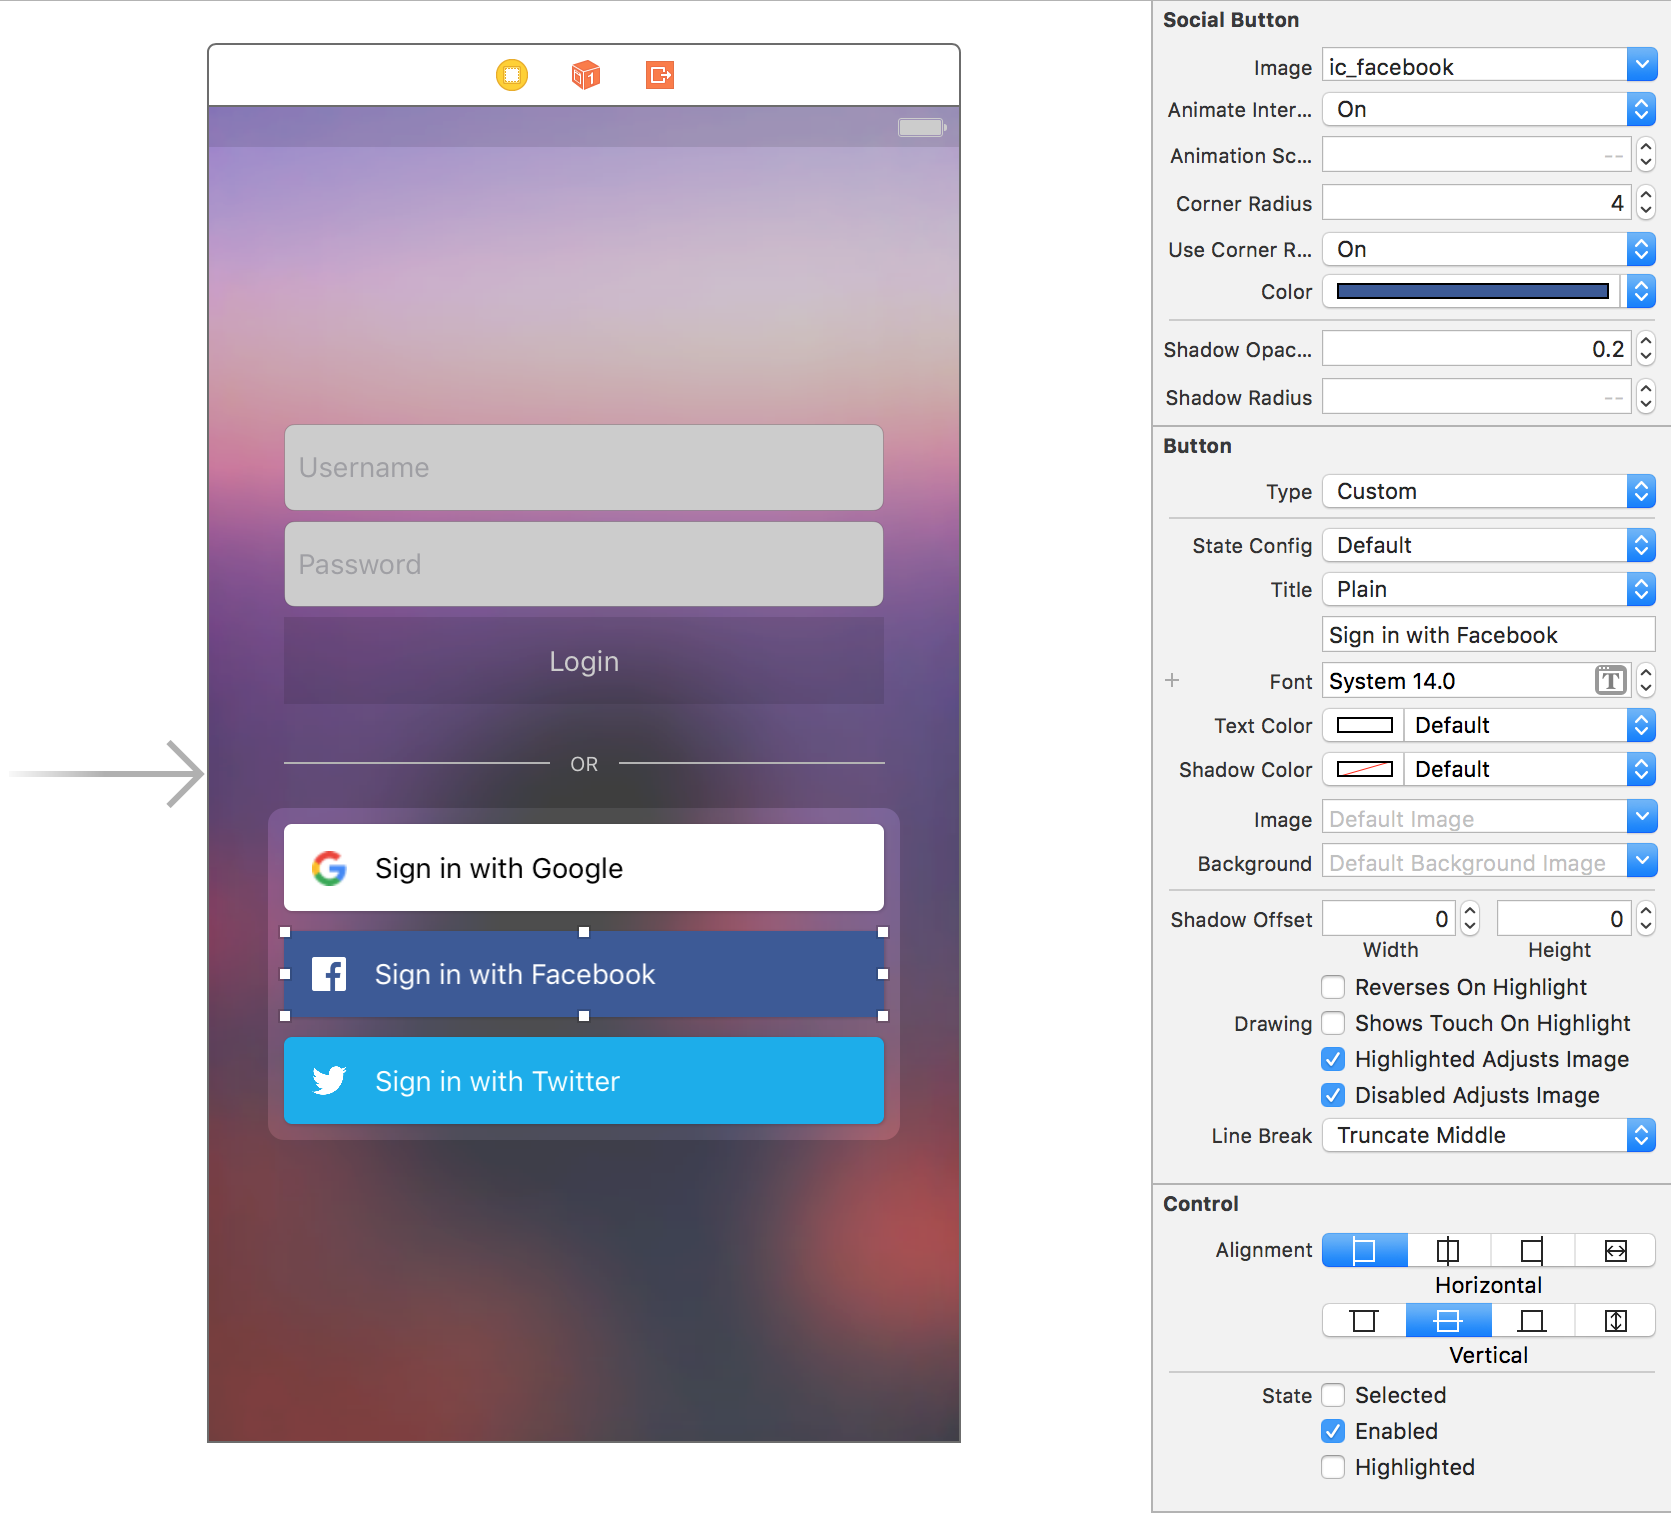 Username
Password
Login
OR
Sign in with Google
Sign in with Facebook
Sign in with Twitter
Social Button
Image ic_facebook
Animate Inter... On
Animation Sc... --
Corner Radius 4
Use Corner R... On
Color
Shadow Opac... 0.2
Shadow Radius --
Button
Type Custom
State Config Default
Title Plain
Sign in with Facebook
+ Font System 14.0 T
Text Color Default
Shadow Color Default
Image Default Image
Background Default Background Image
Shadow Offset 0 0
Width Height
Reverses On Highlight
Drawing Shows Touch On Highlight
Highlighted Adjusts Image
Disabled Adjusts Image
Line Break Truncate Middle
Control
Alignment
Horizontal
Vertical
State Selected
Enabled
Highlighted